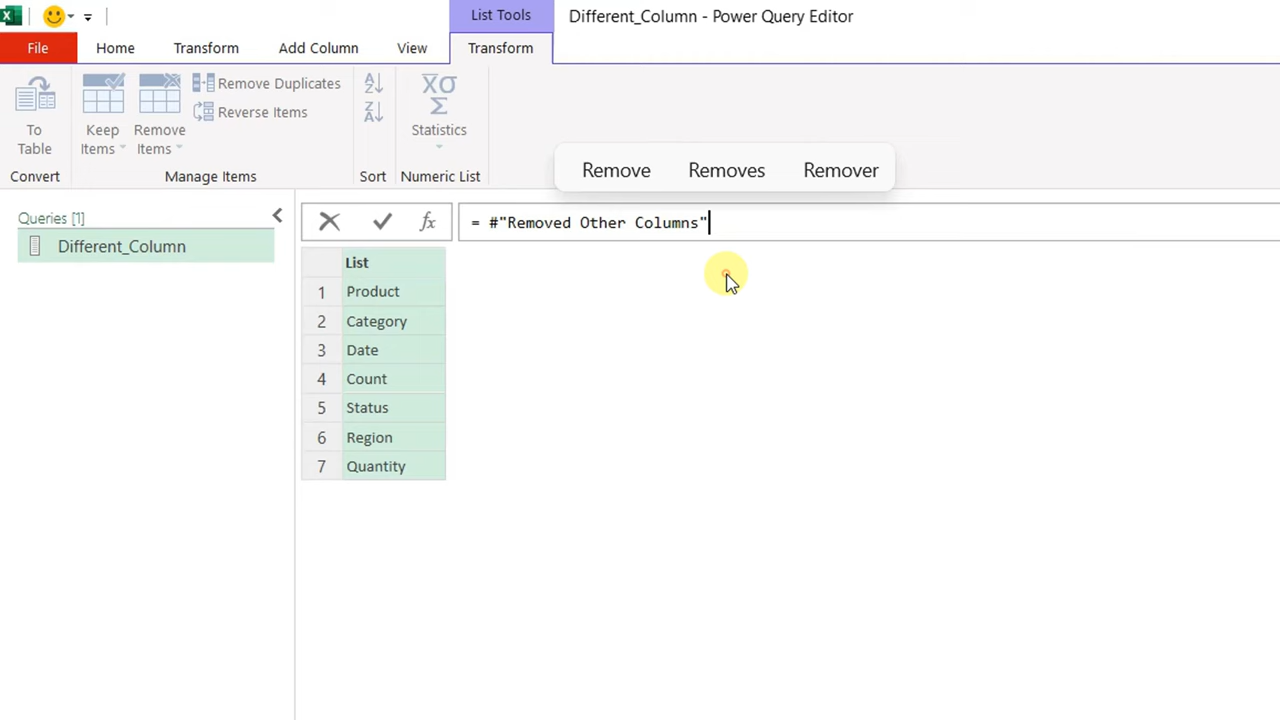 List Tools
Different_Column - Power Query Editor
File
Home
Transform
Add Column
View
Transform
To
Table
Convert
Keep
Items
Remove
Items
Remove Duplicates
Reverse Items
Manage Items
A
Z
Z
A
Sort
X̄σ
Σ
Statistics
Numeric List
Remove
Removes
Remover
Queries [1]
Different_Column
fx
= #"Removed Other Columns"
List
1 Product
2 Category
3 Date
4 Count
5 Status
6 Region
7 Quantity